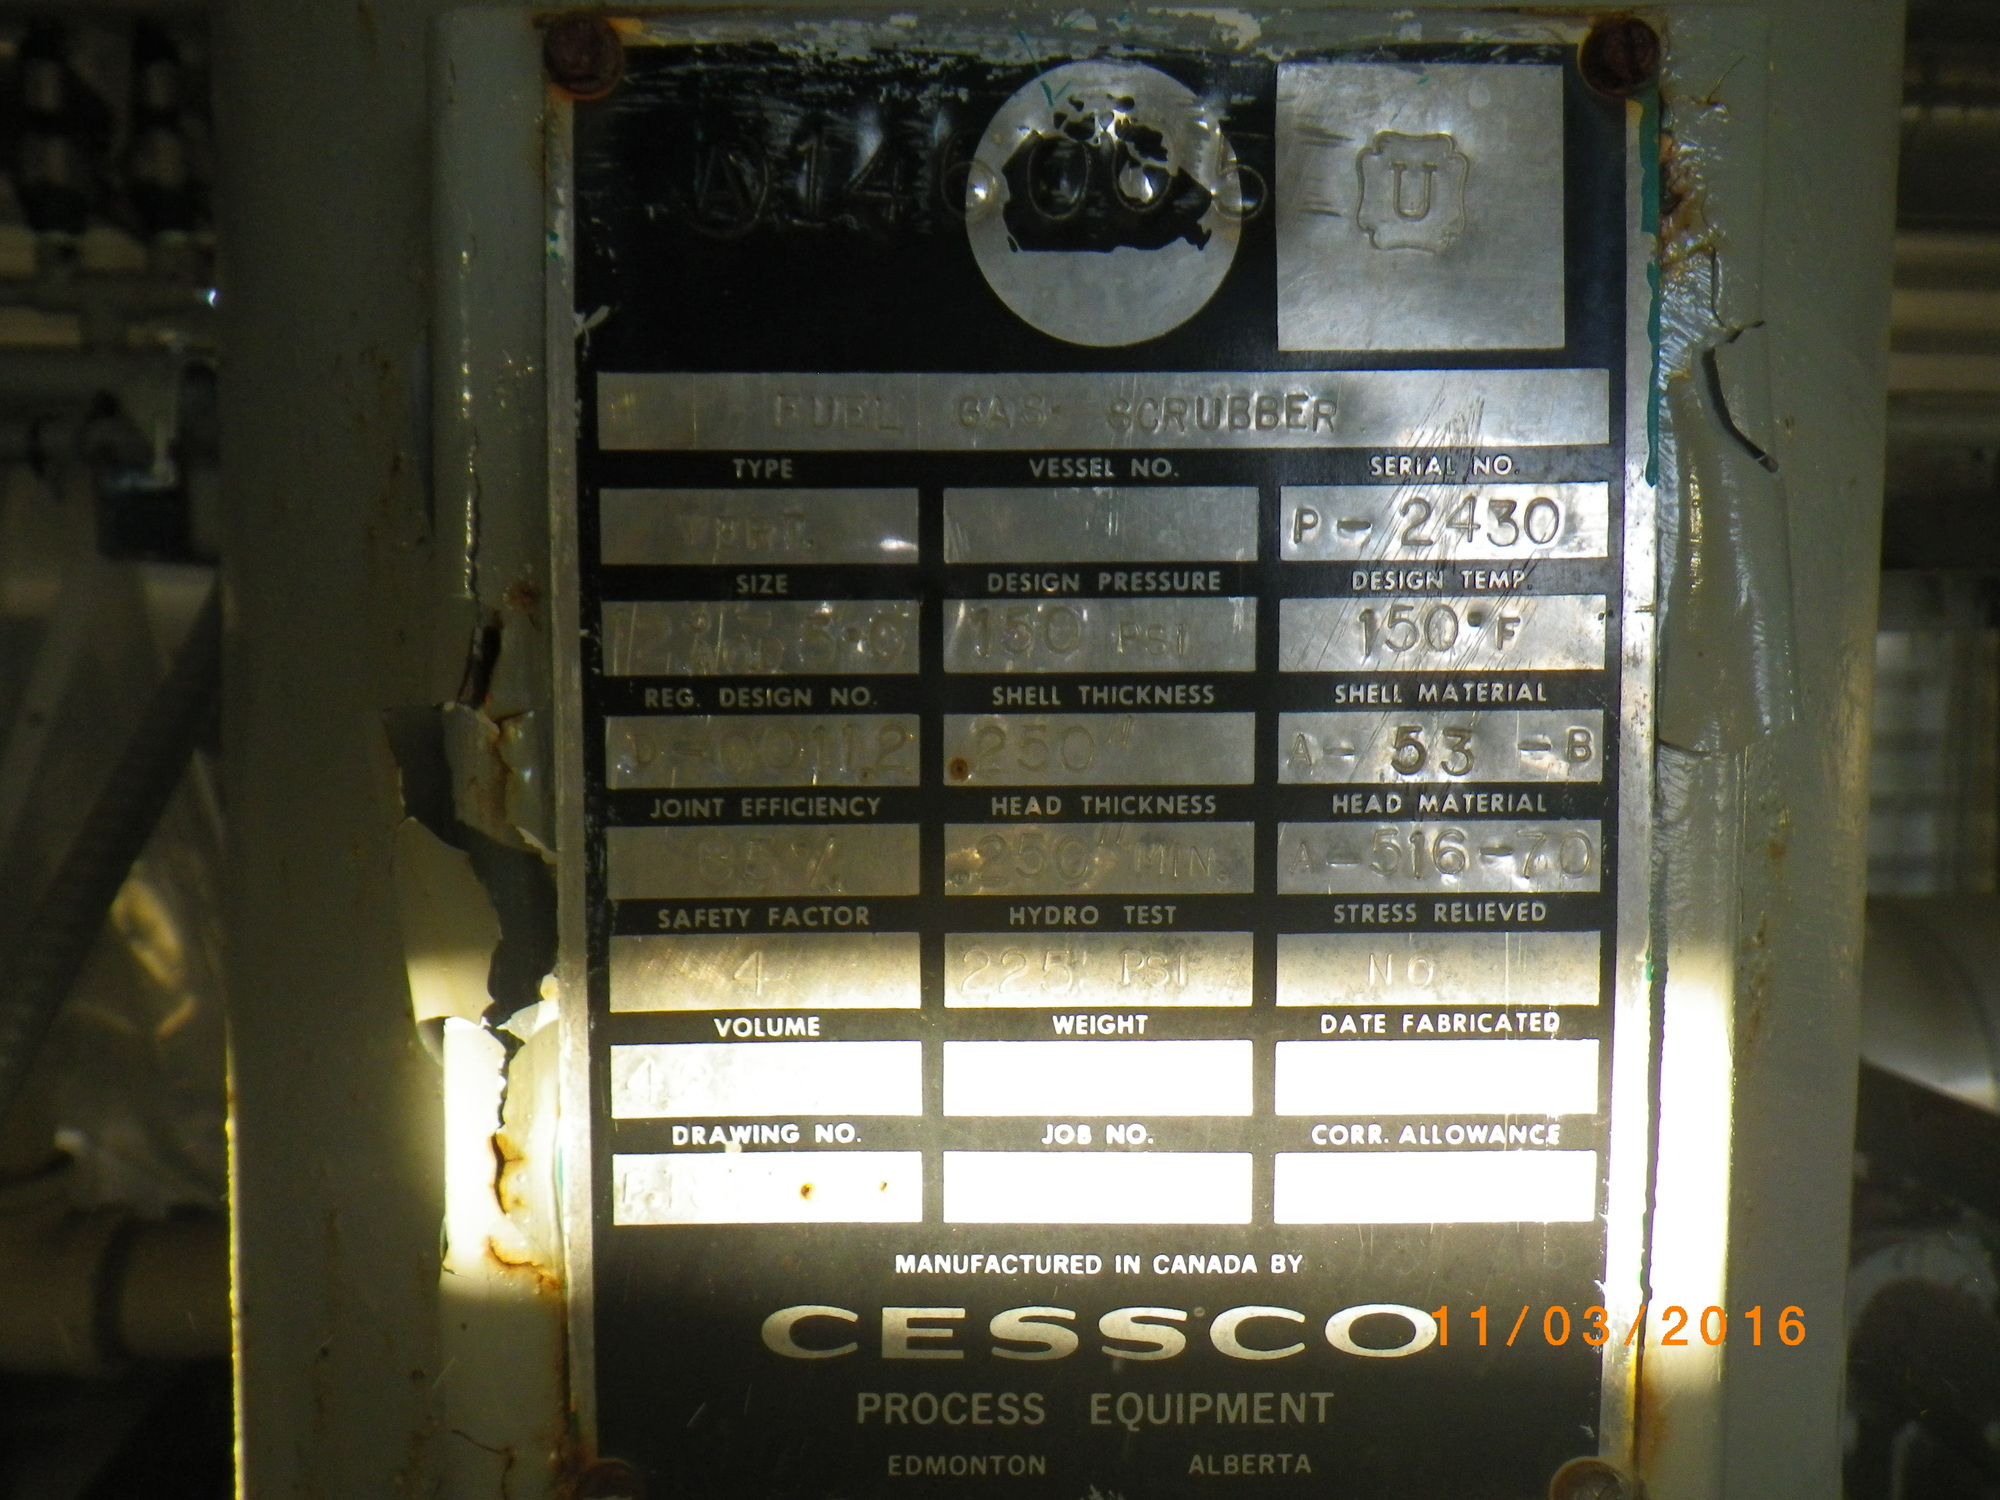 U
FUEL GAS SCRUBBER
TYPE VESSEL NO. SERIAL NO.
VERT. P-2430
SIZE DESIGN PRESSURE DESIGN TEMP.
150 PSI 150°F
REG. DESIGN NO. SHELL THICKNESS SHELL MATERIAL
.250" A-53-B
JOINT EFFICIENCY HEAD THICKNESS HEAD MATERIAL
.250" MIN. A-516-70
SAFETY FACTOR HYDRO TEST STRESS RELIEVED
4 225 PSI NO
VOLUME WEIGHT DATE FABRICATED
DRAWING NO. JOB NO. CORR. ALLOWANCE
MANUFACTURED IN CANADA BY
CESSCO
11/03/2016
PROCESS EQUIPMENT
EDMONTON ALBERTA